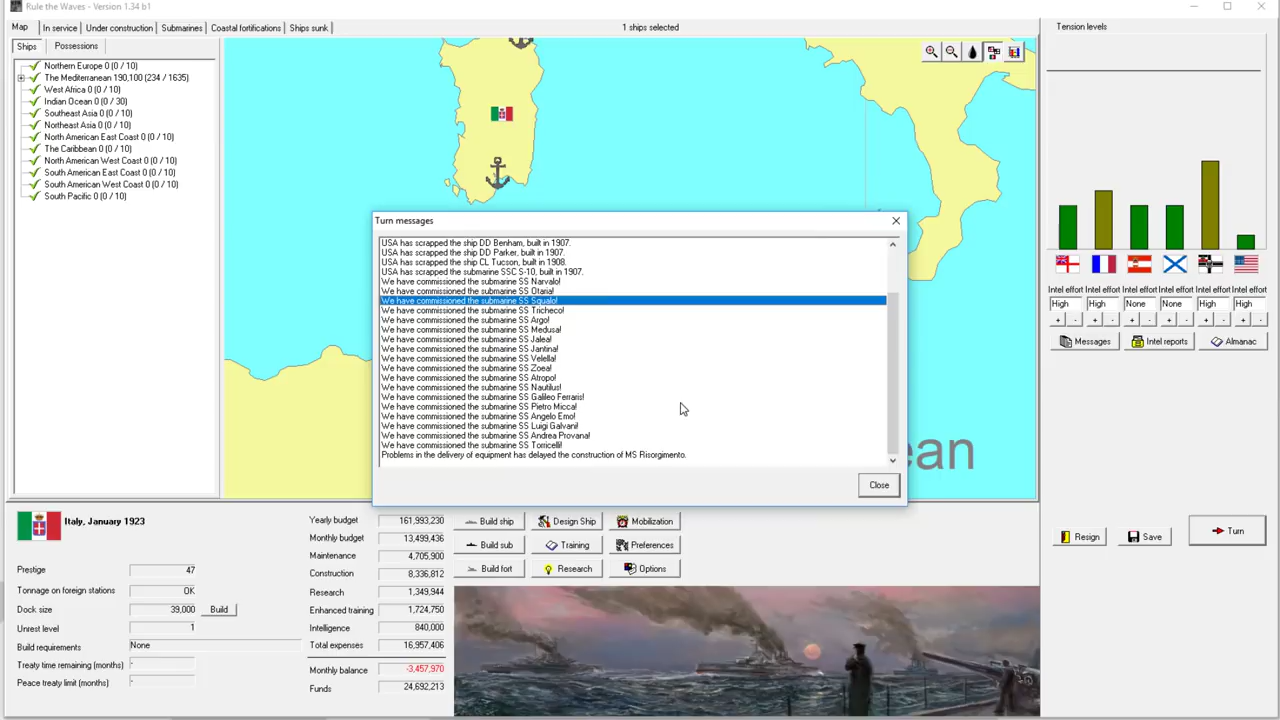 Rule the Waves - Version 1.34 b1
Map
In service
Under construction
Submarines
Coastal fortifications
Ships sunk
1 ships selected
Tension levels
Ships
Possessions
Northern Europe 0 (0 / 10)
The Mediterranean 190,100 (234 / 1635)
West Africa 0 (0 / 10)
Indian Ocean 0 (0 / 30)
Southeast Asia 0 (0 / 10)
Northeast Asia 0 (0 / 10)
North American East Coast 0 (0 / 10)
The Caribbean 0 (0 / 10)
North American West Coast 0 (0 / 10)
South American East Coast 0 (0 / 10)
South American West Coast 0 (0 / 10)
South Pacific 0 (0 / 10)
Turn messages
USA has scrapped the ship DD Benham, built in 1907.
USA has scrapped the ship DD Parker, built in 1907.
USA has scrapped the ship CL Tucson, built in 1908.
USA has scrapped the submarine SSC S-10, built in 1907.
We have commissioned the submarine SS Narvalo!
We have commissioned the submarine SS Otaria!
We have commissioned the submarine SS Squalo!
We have commissioned the submarine SS Tricheco!
We have commissioned the submarine SS Argo!
We have commissioned the submarine SS Medusa!
We have commissioned the submarine SS Jalea!
We have commissioned the submarine SS Jantina!
We have commissioned the submarine SS Velella!
We have commissioned the submarine SS Zoea!
We have commissioned the submarine SS Atropo!
We have commissioned the submarine SS Nautilus!
We have commissioned the submarine SS Galileo Ferraris!
We have commissioned the submarine SS Pietro Micca!
We have commissioned the submarine SS Angelo Emo!
We have commissioned the submarine SS Luigi Galvani!
We have commissioned the submarine SS Andrea Provana!
We have commissioned the submarine SS Torricelli!
Problems in the delivery of equipment has delayed the construction of MS Risorgimento.
Close
ean
Intel effort Intel effort Intel effort Intel effort Intel effort Intel effort
High High None None High High
+ - + - + - + - + - + -
Messages
Intel reports
Almanac
Italy, January 1923
Prestige 47
Tonnage on foreign stations OK
Dock size 39,000 Build
Unrest level 1
Build requirements None
Treaty time remaining (months) -
Peace treaty limit (months) -
Yearly budget 161,993,230
Monthly budget 13,499,436
Maintenance 4,705,900
Construction 8,336,812
Research 1,349,944
Enhanced training 1,724,750
Intelligence 840,000
Total expenses 16,957,406
Monthly balance -3,457,970
Funds 24,692,213
Build ship
Design Ship
Mobilization
Build sub
Training
Preferences
Build fort
Research
Options
Resign
Save
Turn